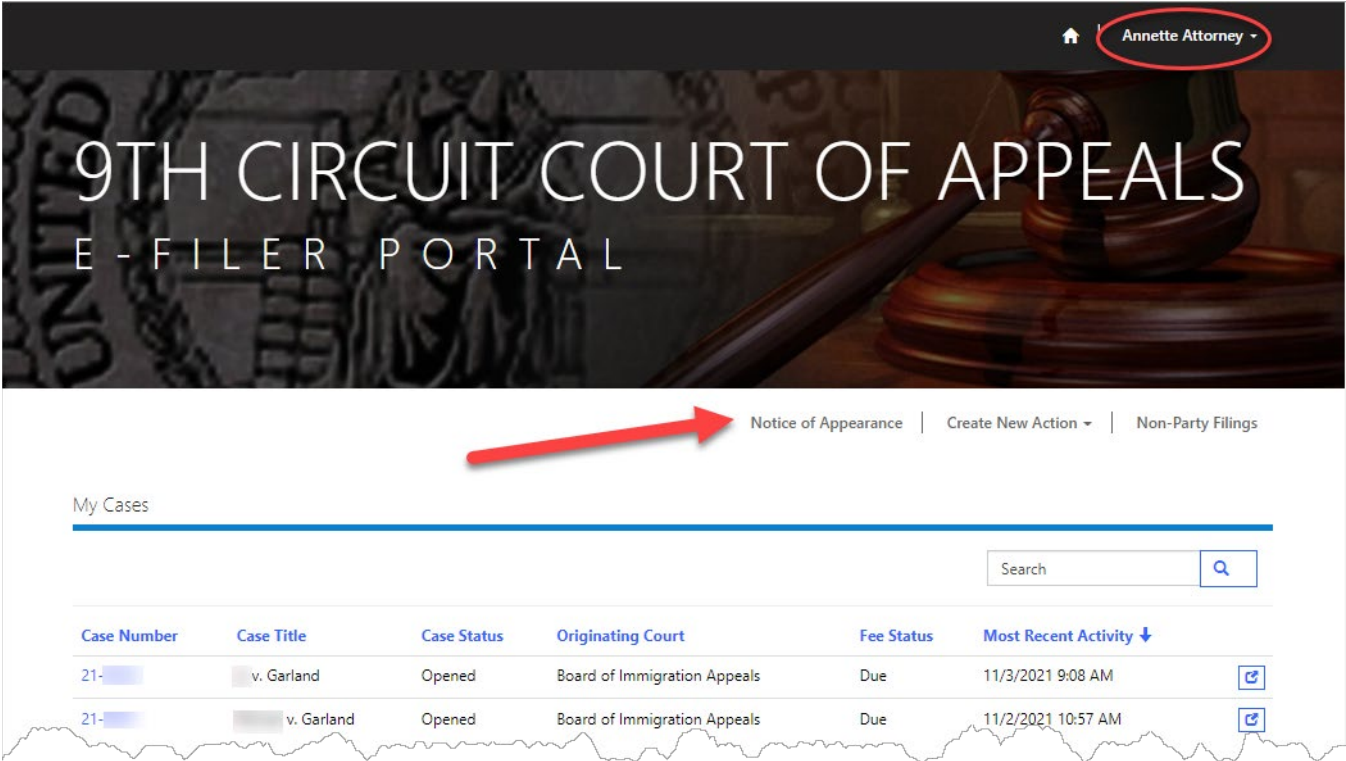 Annette Attorney
9TH CIRCUIT COURT OF APPEALS
E-FILER PORTAL
UNITED
Notice of Appearance | Create New Action | Non-Party Filings
My Cases
Search
Case Number Case Title Case Status Originating Court Fee Status Most Recent Activity
21- v. Garland Opened Board of Immigration Appeals Due 11/3/2021 9:08 AM
21- v. Garland Opened Board of Immigration Appeals Due 11/2/2021 10:57 AM